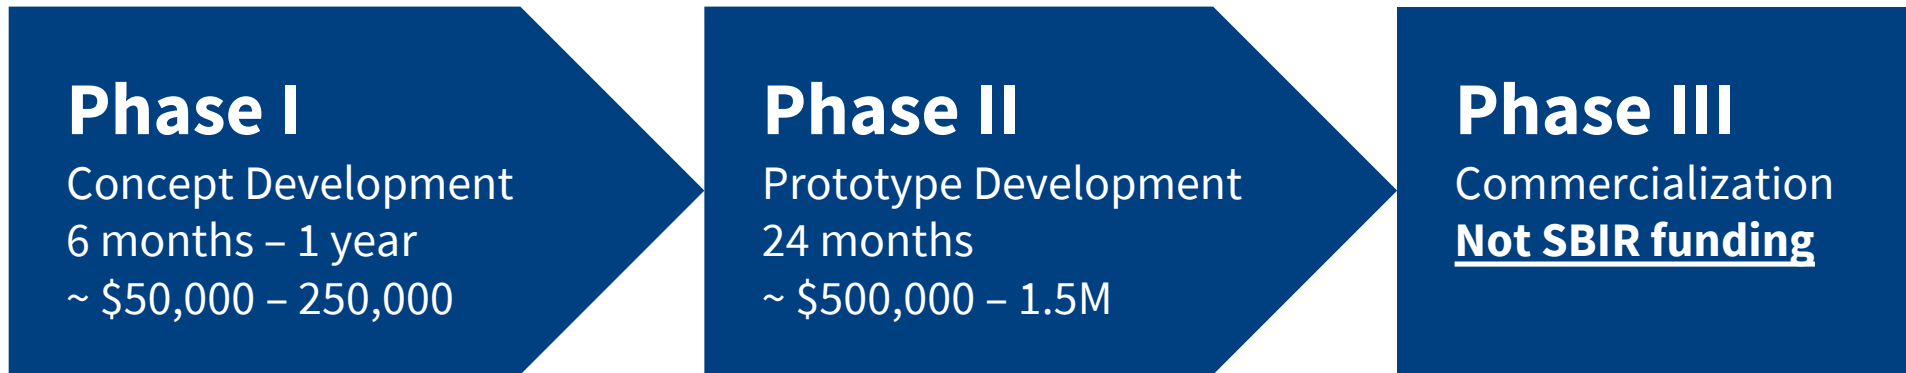 Phase I
Concept Development
6 months – 1 year
~ $50,000 – 250,000
Phase II
Prototype Development
24 months
~ $500,000 – 1.5M
Phase III
Commercialization
Not SBIR funding